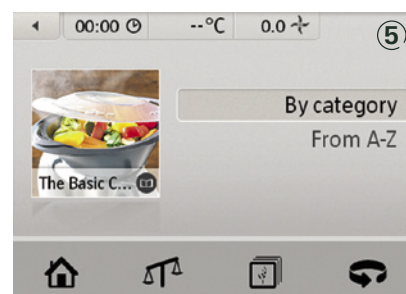 00:00 --°C 0.0
⑤
By category
From A-Z
The Basic C...